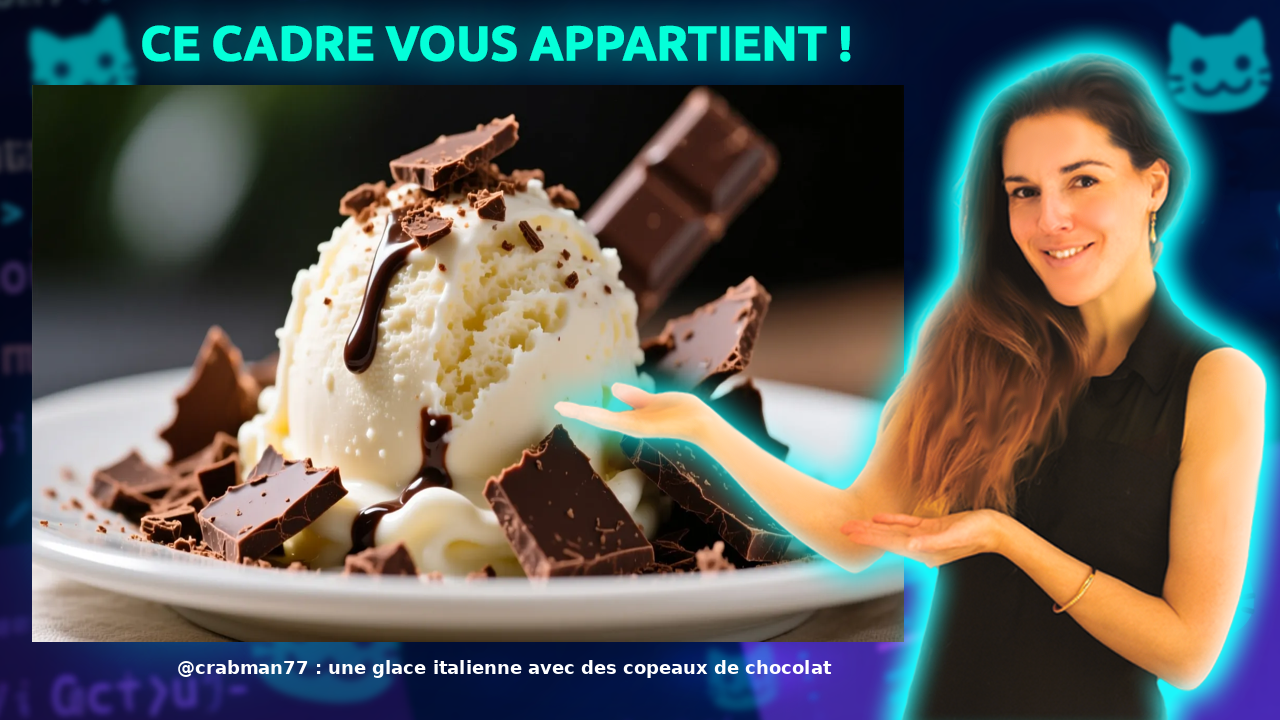 CE CADRE VOUS APPARTIENT !
@crabman77 : une glace italienne avec des copeaux de chocolat